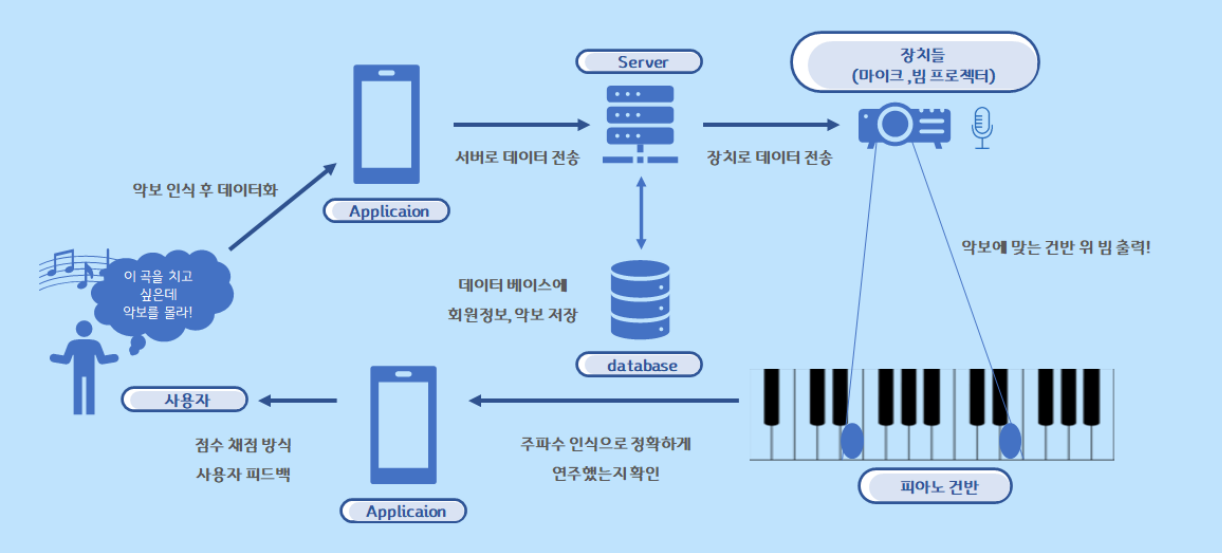 Server
장치들
(마이크 ,빔 프로젝터)
서버로 데이터 전송
장치로 데이터 전송
악보 인식 후 데이터화
Applicaion
이 곡을 치고
싶은데
악보를 몰라!
악보에 맞는 건반 위 빔 출력!
데이터 베이스에
회원정보, 악보 저장
database
사용자
점수 채점 방식
사용자 피드백
주파수 인식으로 정확하게
연주했는지 확인
피아노 건반
Applicaion